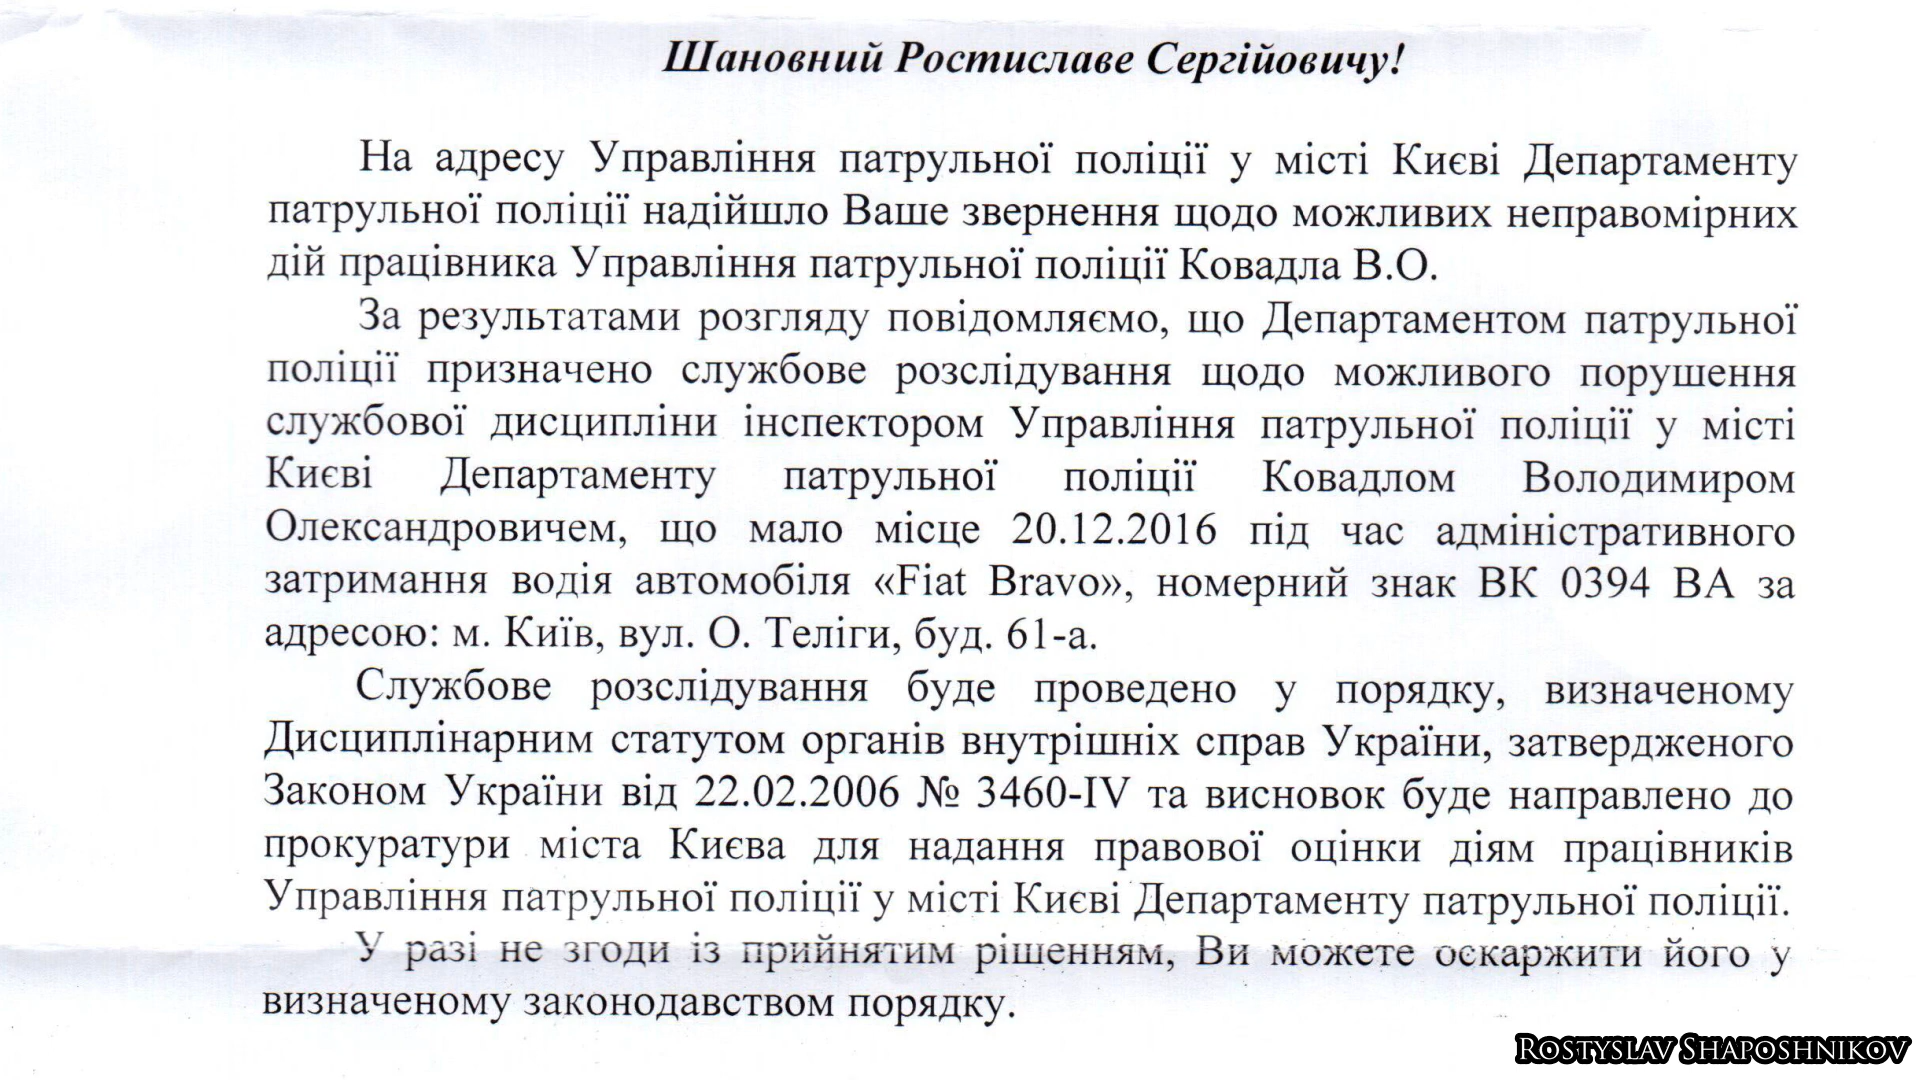 Шановний Ростиславе Сергійовичу!
На адресу Управління патрульної поліції у місті Києві Департаменту
патрульної поліції надійшло Ваше звернення щодо можливих неправомірних
дій працівника Управління патрульної поліції Ковадла В.О.
За результатами розгляду повідомляємо, що Департаментом патрульної
поліції призначено службове розслідування щодо можливого порушення
службової дисципліни інспектором Управління патрульної поліції у місті
Києві Департаменту патрульної поліції Ковадлом Володимиром
Олександровичем, що мало місце 20.12.2016 під час адміністративного
затримання водія автомобіля «Fiat Bravo», номерний знак ВК 0394 ВА за
адресою: м. Київ, вул. О. Теліги, буд. 61-а.
Службове розслідування буде проведено у порядку, визначеному
Дисциплінарним статутом органів внутрішніх справ України, затвердженого
Законом України від 22.02.2006 № 3460-IV та висновок буде направлено до
прокуратури міста Києва для надання правової оцінки діям працівників
Управління патрульної поліції у місті Києві Департаменту патрульної поліції.
У разі не згоди із прийнятим рішенням, Ви можете оскаржити його у
визначеному законодавством порядку.
Rostyslav Shaposhnikov